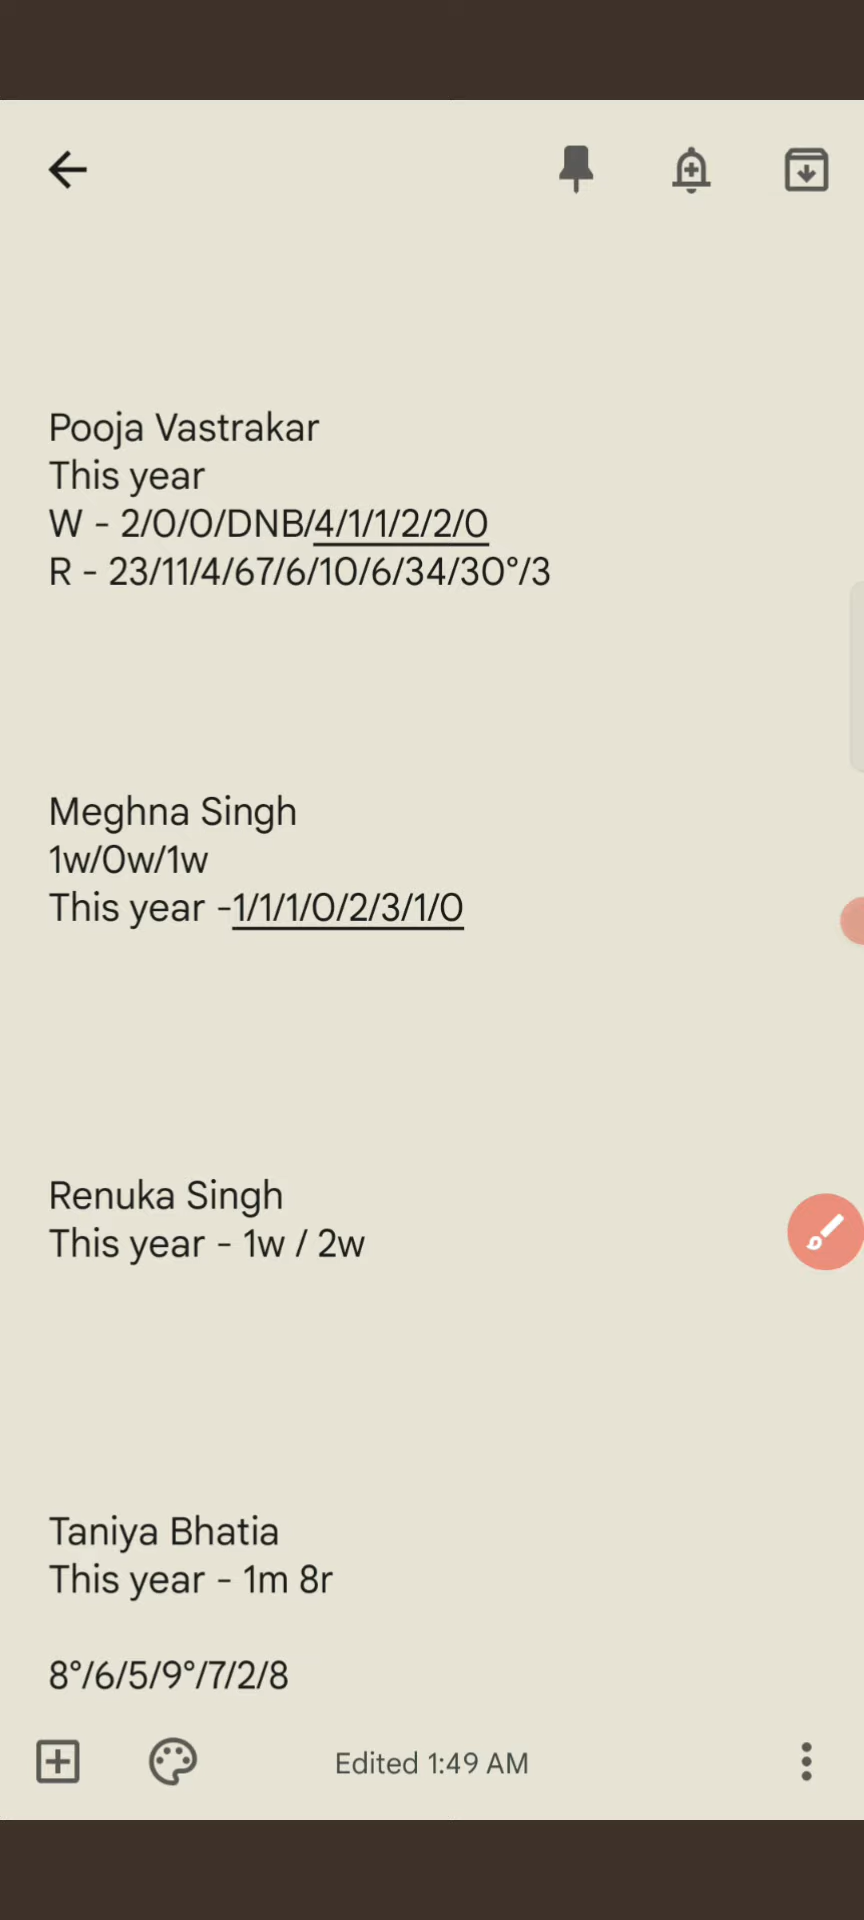 Pooja Vastrakar
This year
W - 2/0/0/DNB/4/1/1/2/2/0
R - 23/11/4/67/6/10/6/34/30°/3
Meghna Singh
1w/0w/1w
This year -1/1/1/0/2/3/1/0
Renuka Singh
This year - 1w / 2w
Taniya Bhatia
This year - 1m 8r
8°/6/5/9°/7/2/8
Edited 1:49 AM